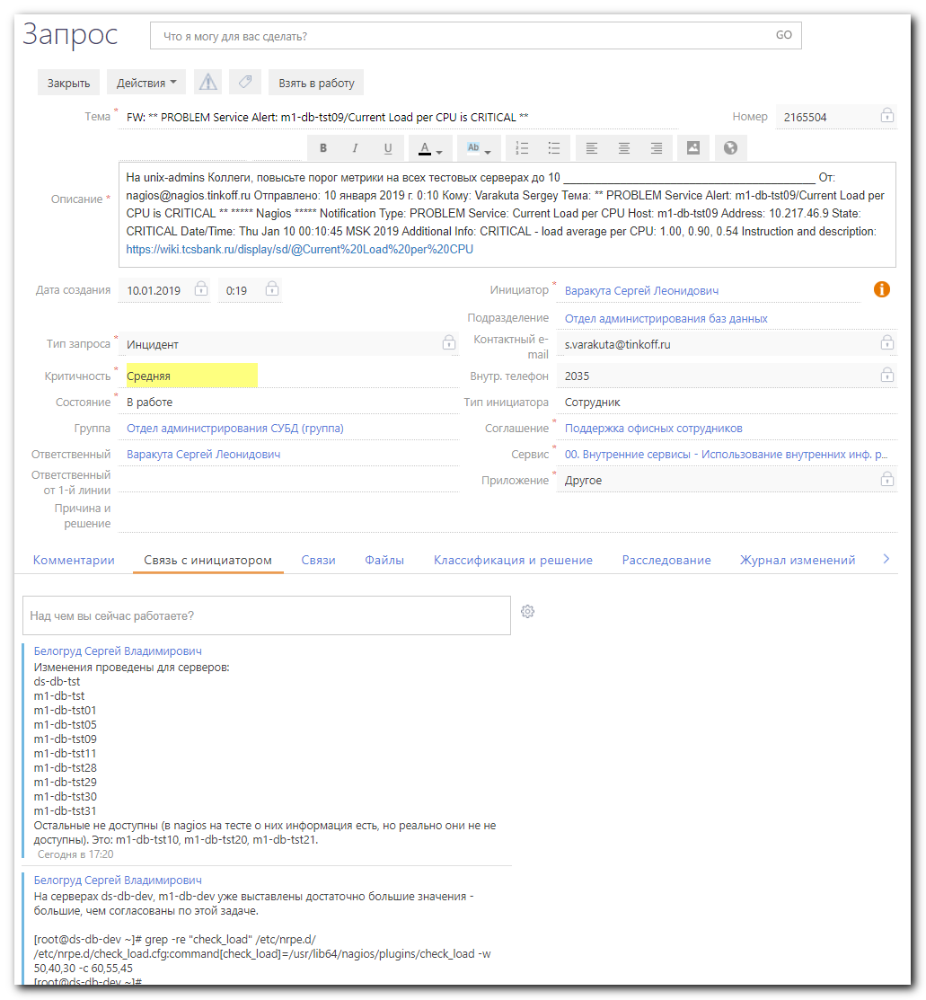 Запрос
Что я могу для вас сделать?
GO
Закрыть
Действия
Взять в работу
Тема *
FW: ** PROBLEM Service Alert: m1-db-tst09/Current Load per CPU is CRITICAL **
Номер
2165504
B I U A Ab
Описание *
На unix-admins Коллеги, повысьте порог метрики на всех тестовых серверах до 10 ________________________________________ От:
nagios@nagios.tinkoff.ru Отправлено: 10 января 2019 г. 0:10 Кому: Varakuta Sergey Тема: ** PROBLEM Service Alert: m1-db-tst09/Current Load per
CPU is CRITICAL ** ***** Nagios ***** Notification Type: PROBLEM Service: Current Load per CPU Host: m1-db-tst09 Address: 10.217.46.9 State:
CRITICAL Date/Time: Thu Jan 10 00:10:45 MSK 2019 Additional Info: CRITICAL - load average per CPU: 1.00, 0.90, 0.54 Instruction and description:
https://wiki.tcsbank.ru/display/sd/@Current%20Load%20per%20CPU
Дата создания
10.01.2019
0:19
Инициатор *
Варакута Сергей Леонидович
Подразделение
Отдел администрирования баз данных
Тип запроса *
Инцидент
Контактный e-
mail
s.varakuta@tinkoff.ru
Критичность *
Средняя
Внутр. телефон
2035
Состояние *
В работе
Тип инициатора
Сотрудник
Группа
Отдел администрирования СУБД (группа)
Соглашение *
Поддержка офисных сотрудников
Ответственный
Варакута Сергей Леонидович
Сервис *
00. Внутренние сервисы - Использование внутренних инф. р...
Ответственный
от 1-й линии
Приложение *
Другое
Причина и
решение
Комментарии
Связь с инициатором
Связи
Файлы
Классификация и решение
Расследование
Журнал изменений
Над чем вы сейчас работаете?
Белогруд Сергей Владимирович
Изменения проведены для серверов:
ds-db-tst
m1-db-tst
m1-db-tst01
m1-db-tst05
m1-db-tst09
m1-db-tst11
m1-db-tst28
m1-db-tst29
m1-db-tst30
m1-db-tst31
Остальные не доступны (в nagios на тесте о них информация есть, но реально они не не
доступны). Это: m1-db-tst10, m1-db-tst20, m1-db-tst21.
Сегодня в 17:20
Белогруд Сергей Владимирович
На серверах ds-db-dev, m1-db-dev уже выставлены достаточно большие значения -
большие, чем согласованы по этой задаче.
[root@ds-db-dev ~]# grep -re "check_load" /etc/nrpe.d/
/etc/nrpe.d/check_load.cfg:command[check_load]=/usr/lib64/nagios/plugins/check_load -w
50,40,30 -c 60,55,45
[root@ds-db-dev ~]#